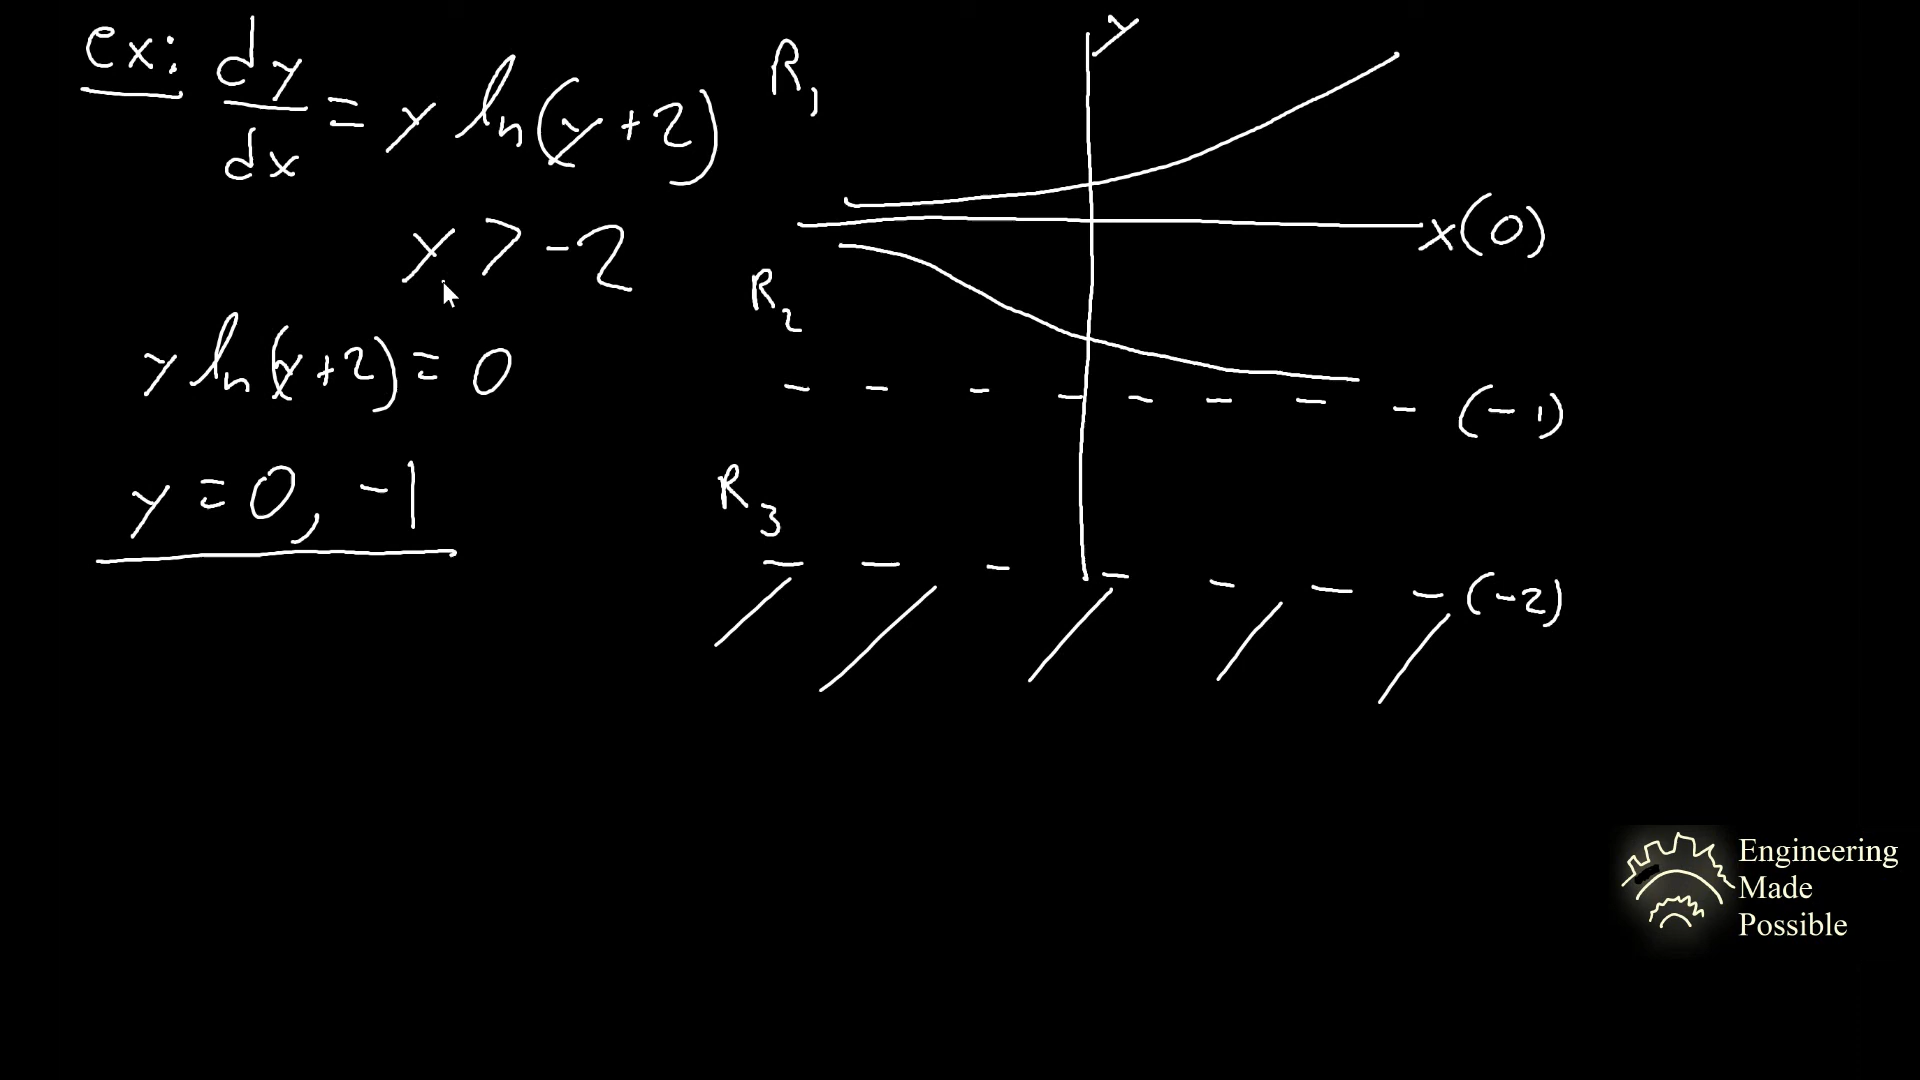 ex: dy/dx = y ln(y+2)
y > -2
y ln(y+2) = 0
y = 0, -1
y
R1
x(0)
R2
(-1)
R3
(-2)
Engineering
Made
Possible